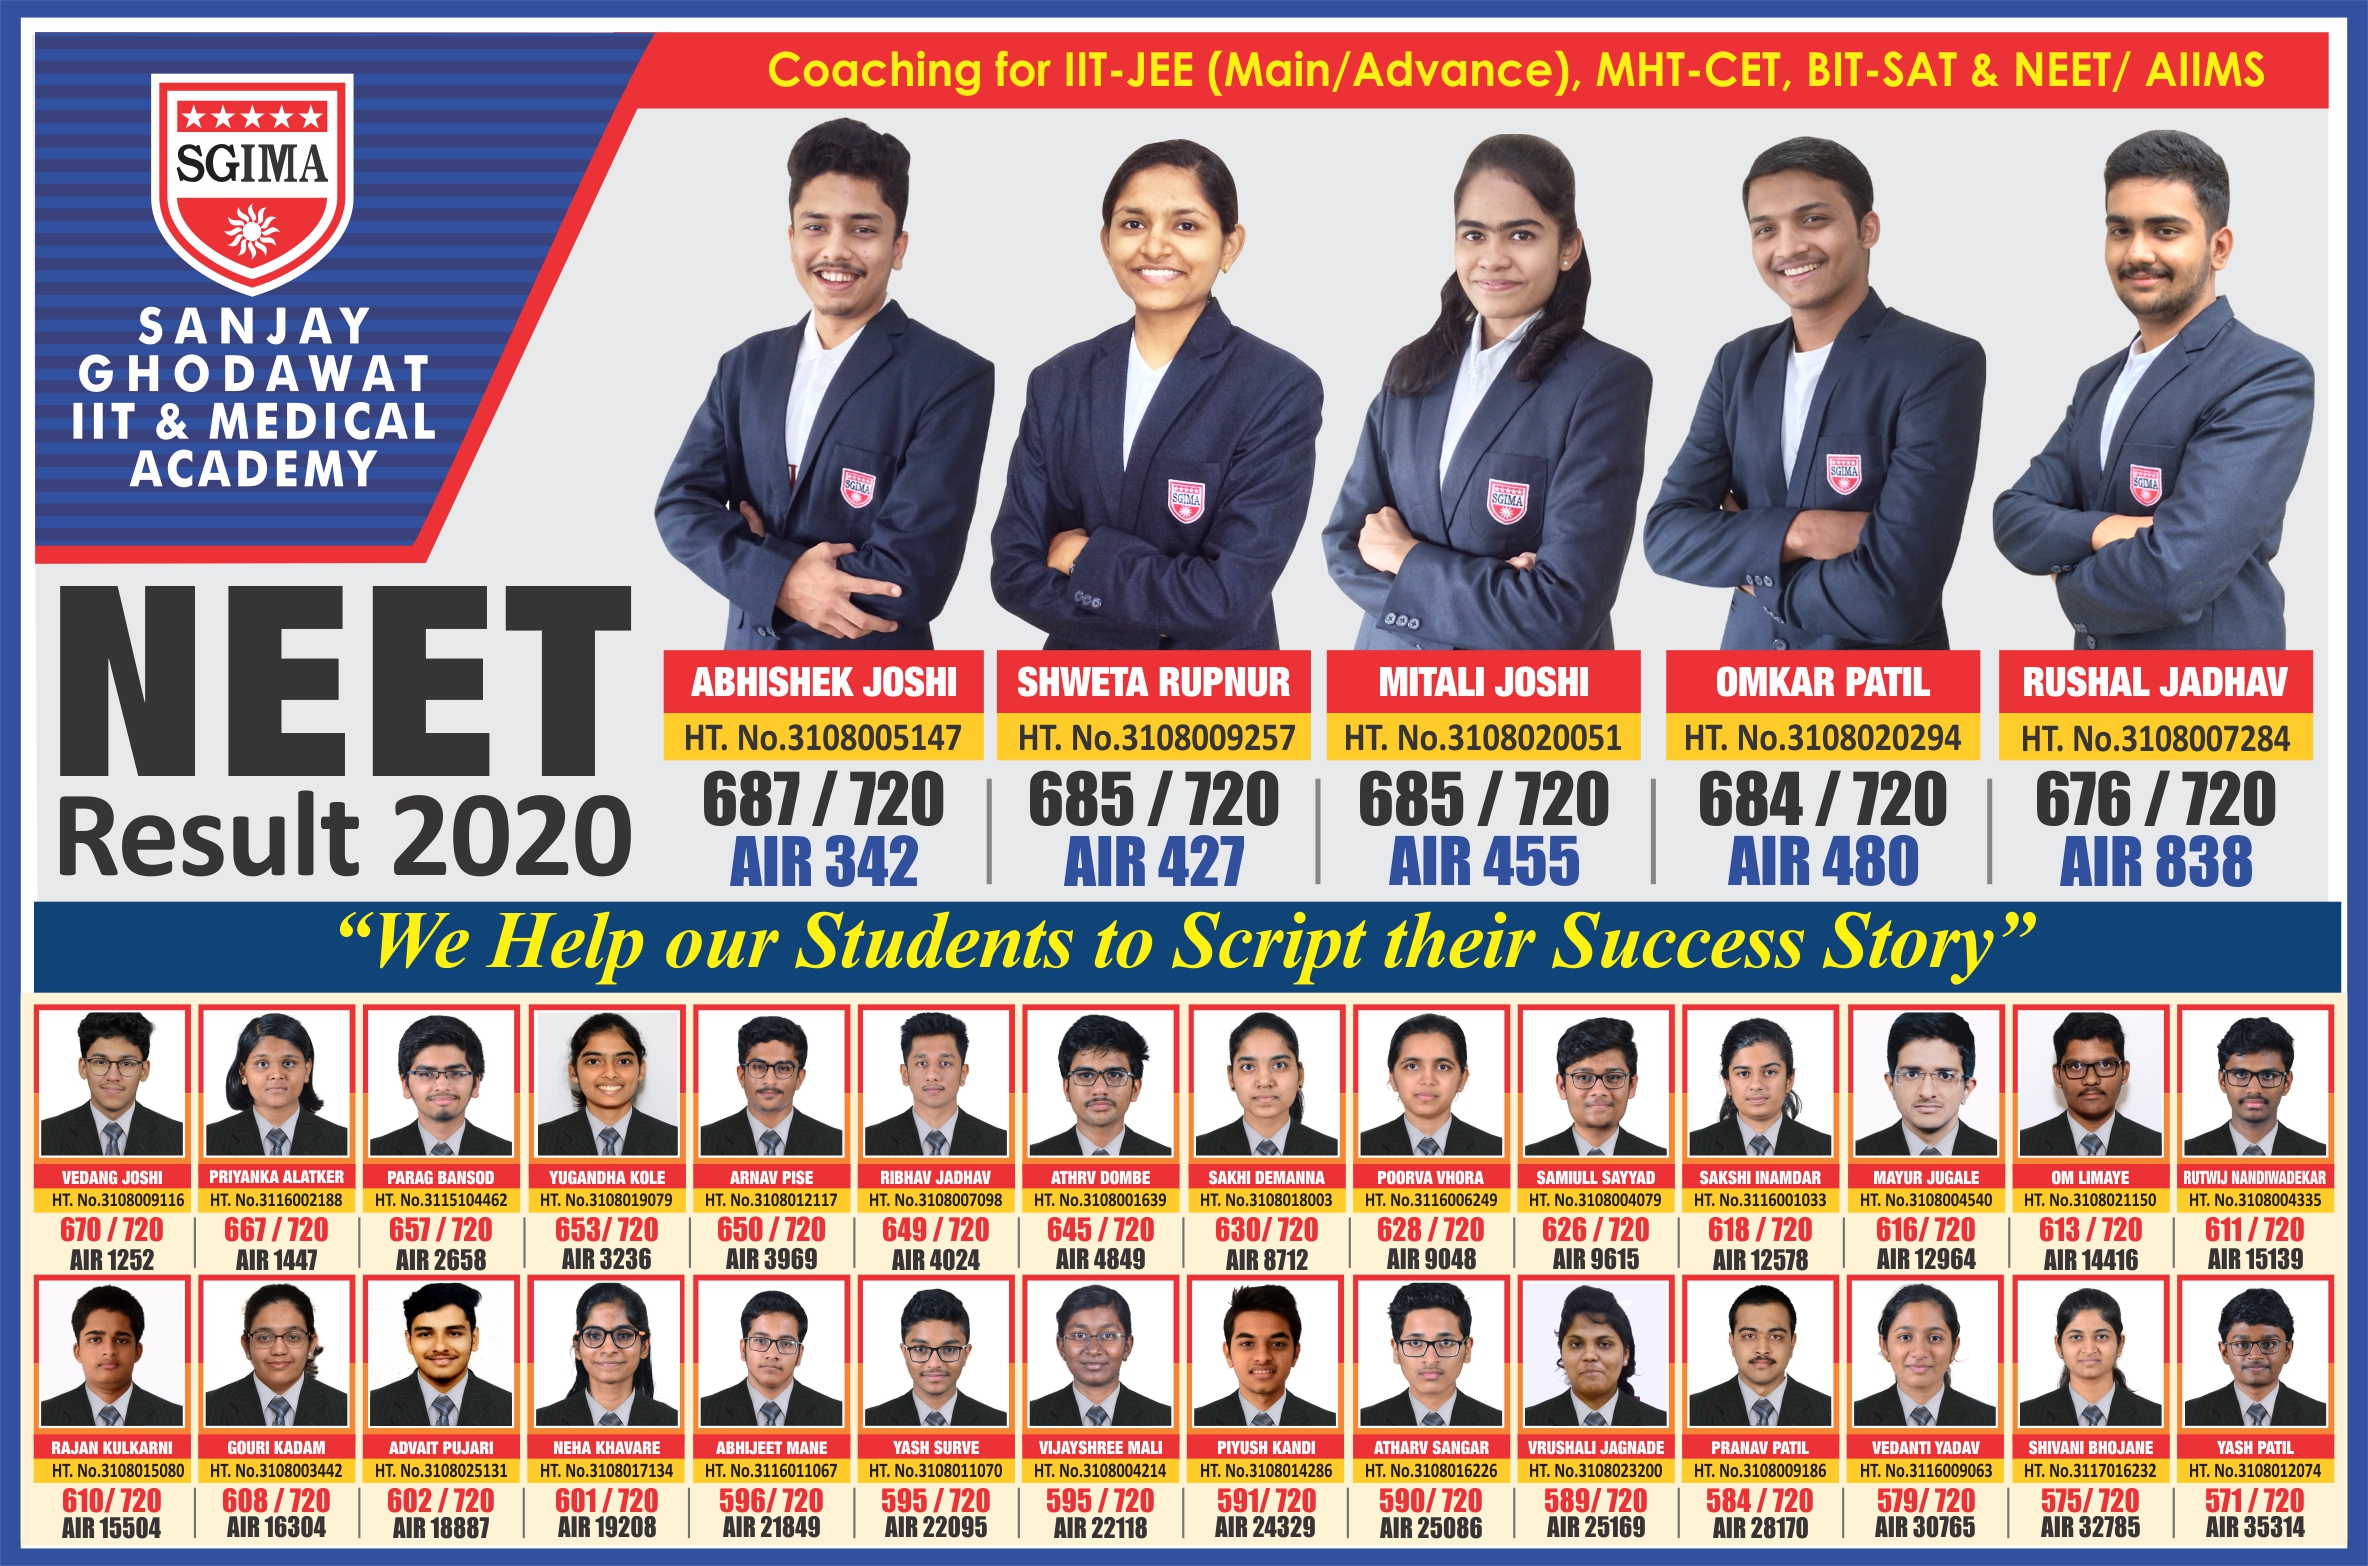 Coaching for IIT-JEE (Main/Advance), MHT-CET, BIT-SAT & NEET/ AIIMS
SGIMA
SANJAY
GHODAWAT
IIT & MEDICAL
ACADEMY
SGIMA
SGIMA
SGIMA
SGIMA
SGIMA
NEET
Result 2020
ABHISHEK JOSHI SHWETA RUPNUR MITALI JOSHI OMKAR PATIL RUSHAL JADHAV
HT. No.3108005147 HT. No.3108009257 HT. No.3108020051 HT. No.3108020294 HT. No.3108007284
687 / 720 685 / 720 685 / 720 684 / 720 676 / 720
AIR 342 AIR 427 AIR 455 AIR 480 AIR 838
“We Help our Students to Script their Success Story”
VEDANG JOSHI PRIYANKA ALATKER PARAG BANSOD YUGANDHA KOLE ARNAV PISE RIBHAV JADHAV ATHRV DOMBE SAKHI DEMANNA POORVA VHORA SAMIULL SAYYAD SAKSHI INAMDAR MAYUR JUGALE OM LIMAYE RUTWIJ NANDIWADEKAR
HT. No.3108009116 HT. No.3116002188 HT. No.3115104462 HT. No.3108019079 HT. No.3108012117 HT. No.3108007098 HT. No.3108001639 HT. No.3108018003 HT. No.3116006249 HT. No.3108004079 HT. No.3116001033 HT. No.3108004540 HT. No.3108021150 HT. No.3108004335
670 / 720 667 / 720 657 / 720 653/ 720 650 / 720 649 / 720 645 / 720 630/ 720 628 / 720 626 / 720 618 / 720 616/ 720 613 / 720 611 / 720
AIR 1252 AIR 1447 AIR 2658 AIR 3236 AIR 3969 AIR 4024 AIR 4849 AIR 8712 AIR 9048 AIR 9615 AIR 12578 AIR 12964 AIR 14416 AIR 15139
RAJAN KULKARNI GOURI KADAM ADVAIT PUJARI NEHA KHAVARE ABHIJEET MANE YASH SURVE VIJAYSHREE MALI PIYUSH KANDI ATHARV SANGAR VRUSHALI JAGNADE PRANAV PATIL VEDANTI YADAV SHIVANI BHOJANE YASH PATIL
HT. No.3108015080 HT. No.3108003442 HT. No.3108025131 HT. No.3108017134 HT. No.3116011067 HT. No.3108011070 HT. No.3108004214 HT. No.3108014286 HT. No.3108016226 HT. No.3108023200 HT. No.3108009186 HT. No.3116009063 HT. No.3117016232 HT. No.3108012074
610/ 720 608 / 720 602 / 720 601 / 720 596/ 720 595 / 720 595 / 720 591/ 720 590/ 720 589/ 720 584 / 720 579/ 720 575/ 720 571 / 720
AIR 15504 AIR 16304 AIR 18887 AIR 19208 AIR 21849 AIR 22095 AIR 22118 AIR 24329 AIR 25086 AIR 25169 AIR 28170 AIR 30765 AIR 32785 AIR 35314